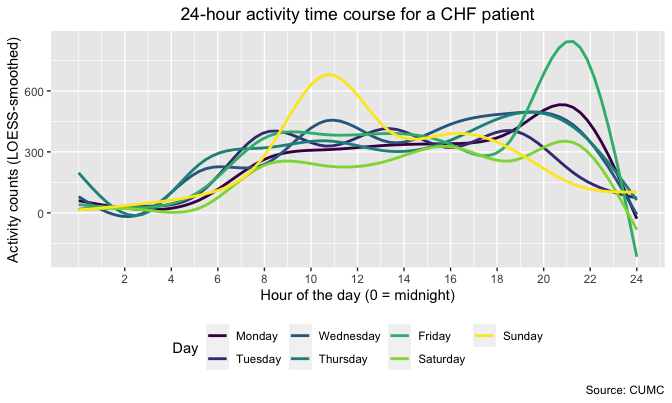 24-hour activity time course for a CHF patient
Activity counts (LOESS-smoothed)
600
300
0
2 4 6 8 10 12 14 16 18 20 22 24
Hour of the day (0 = midnight)
Day
Monday Wednesday Friday Sunday
Tuesday Thursday Saturday
Source: CUMC